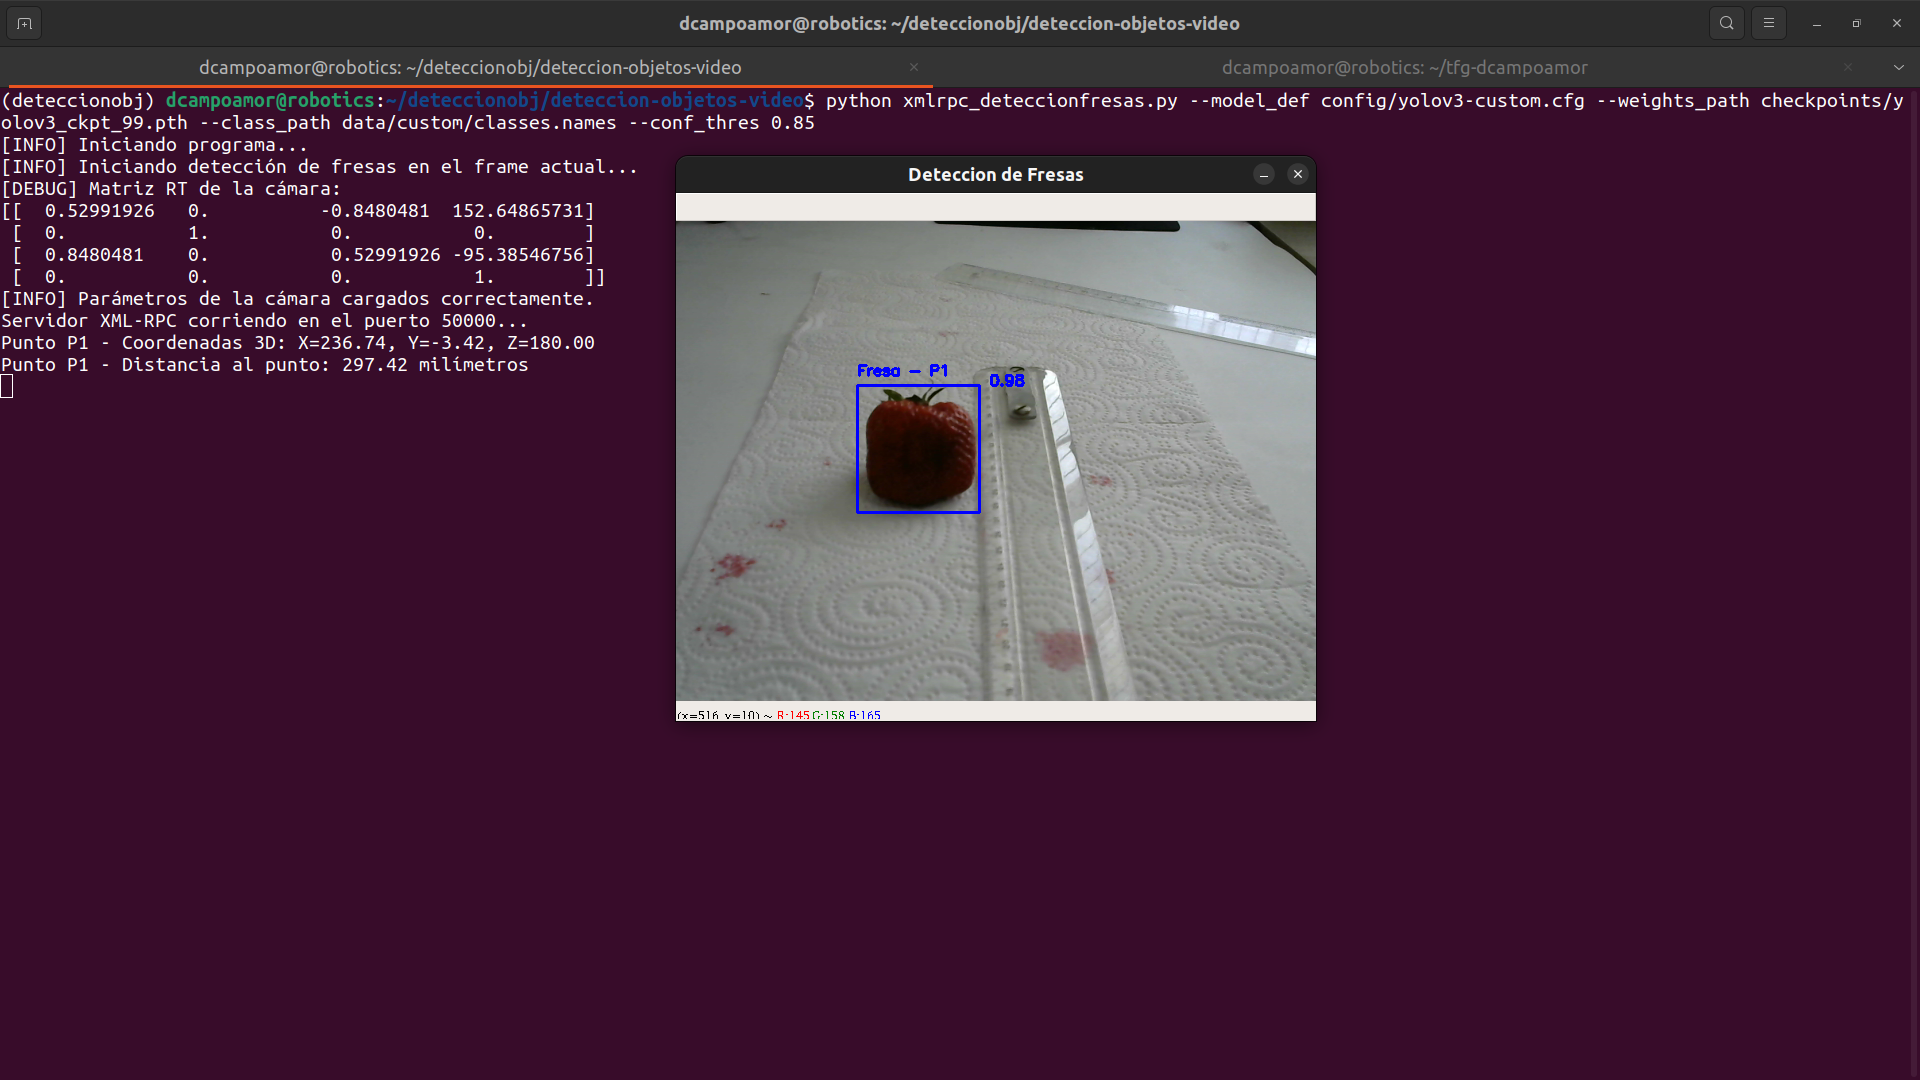 dcampoamor@robotics: ~/deteccionobj/deteccion-objetos-video
dcampoamor@robotics: ~/deteccionobj/deteccion-objetos-video
dcampoamor@robotics: ~/tfg-dcampoamor
(deteccionobj) dcampoamor@robotics:~/deteccionobj/deteccion-objetos-video$ python xmlrpc_deteccionfresas.py --model_def config/yolov3-custom.cfg --weights_path checkpoints/y
olov3_ckpt_99.pth --class_path data/custom/classes.names --conf_thres 0.85
[INFO] Iniciando programa...
[INFO] Iniciando detección de fresas en el frame actual...
[DEBUG] Matriz RT de la cámara:
[[  0.52991926   0.          -0.8480481  152.64865731]
 [  0.           1.           0.           0.        ]
 [  0.8480481    0.           0.52991926 -95.38546756]
 [  0.           0.           0.           1.        ]]
[INFO] Parámetros de la cámara cargados correctamente.
Servidor XML-RPC corriendo en el puerto 50000...
Punto P1 - Coordenadas 3D: X=236.74, Y=-3.42, Z=180.00
Punto P1 - Distancia al punto: 297.42 milímetros
Deteccion de Fresas
Fresa - P1
0.98
(x=516, y=10) ~ R:145 G:158 B:165